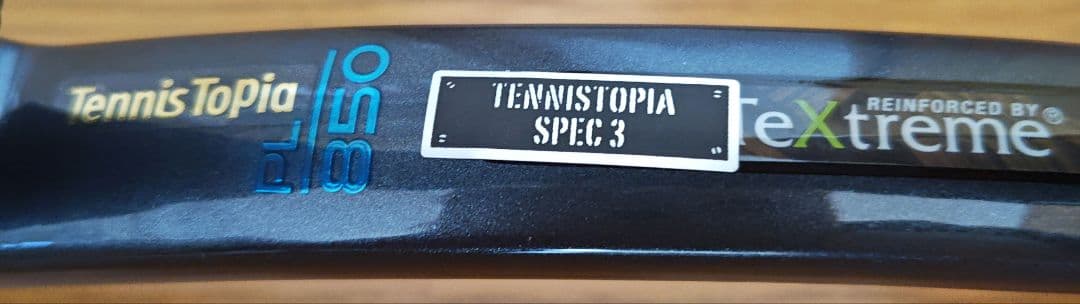 TennisTopia
PL 850
TENNISTOPIA
SPEC 3
REINFORCED BY
TeXtreme®